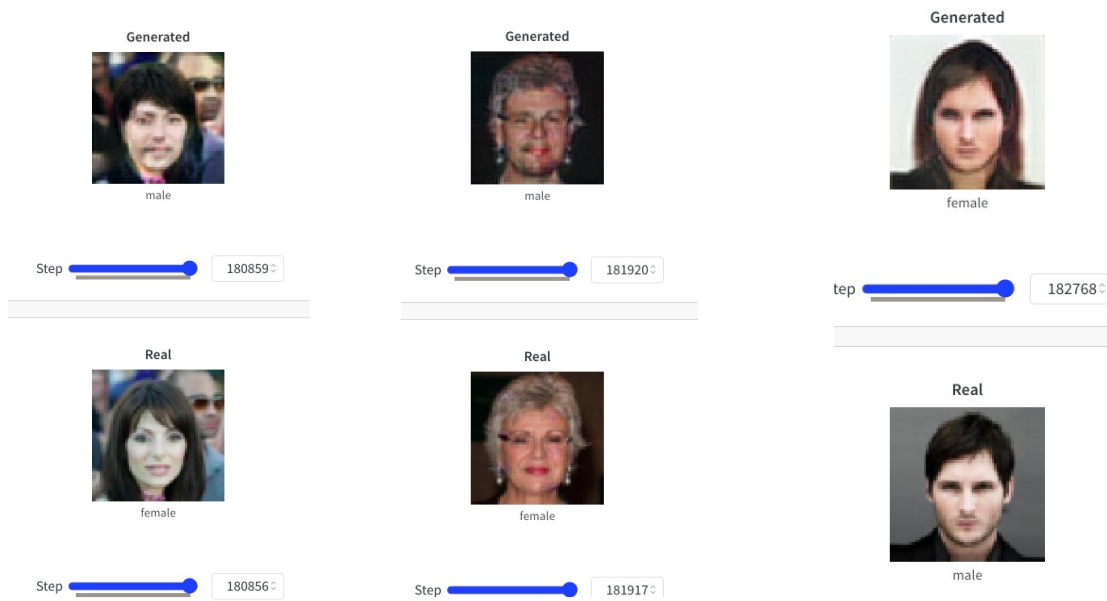 Generated
male
Step 180859
Real
female
Step 180856
Generated
male
Step 181920
Real
female
Step 181917
Generated
female
tep 182768
Real
male